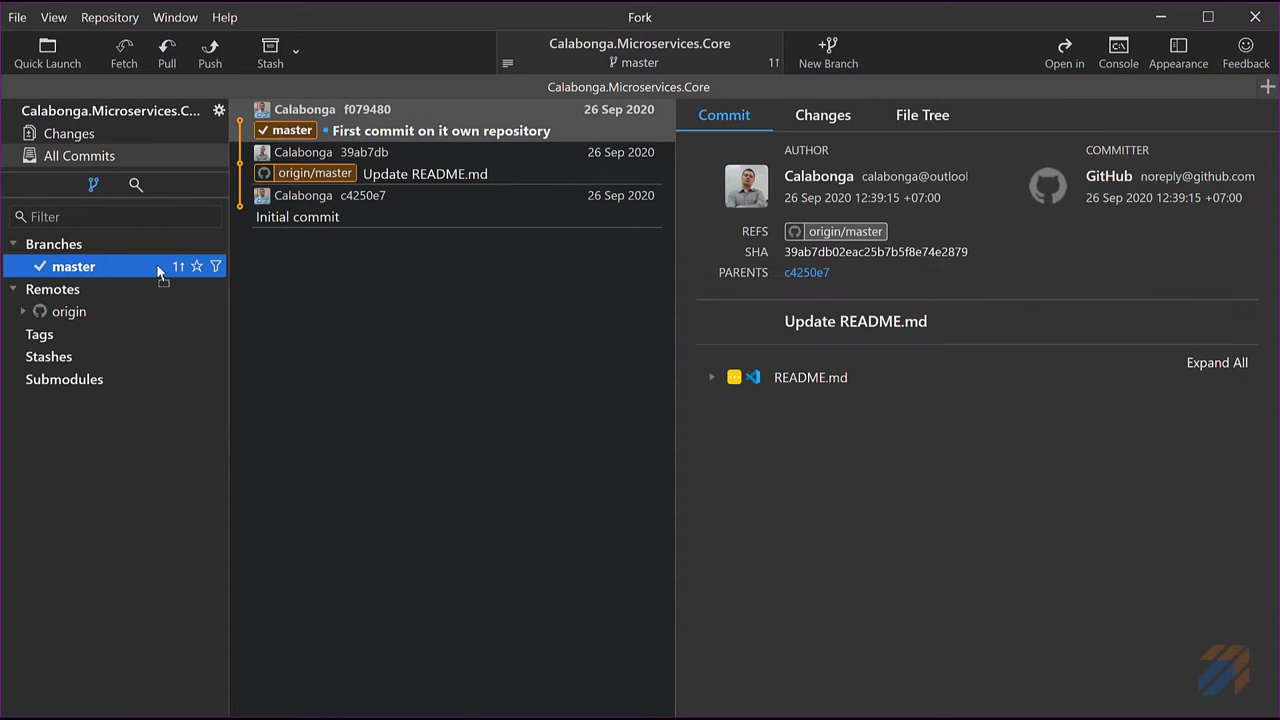 File View Repository Window Help Fork
Quick Launch Fetch Pull Push Stash Calabonga.Microservices.Core master 1↑ New Branch Open in Console Appearance Feedback
Calabonga.Microservices.Core
Calabonga.Microservices.C...
Changes
All Commits
Filter
Branches
master 1↑
Remotes
origin
Tags
Stashes
Submodules
Calabonga f079480 26 Sep 2020
master First commit on it own repository
Calabonga 39ab7db 26 Sep 2020
origin/master Update README.md
Calabonga c4250e7 26 Sep 2020
Initial commit
Commit Changes File Tree
AUTHOR COMMITTER
Calabonga calabonga@outlool GitHub noreply@github.com
26 Sep 2020 12:39:15 +07:00 26 Sep 2020 12:39:15 +07:00
REFS origin/master
SHA 39ab7db02eac25b7b5f8e74e2879
PARENTS c4250e7
Update README.md
Expand All
README.md